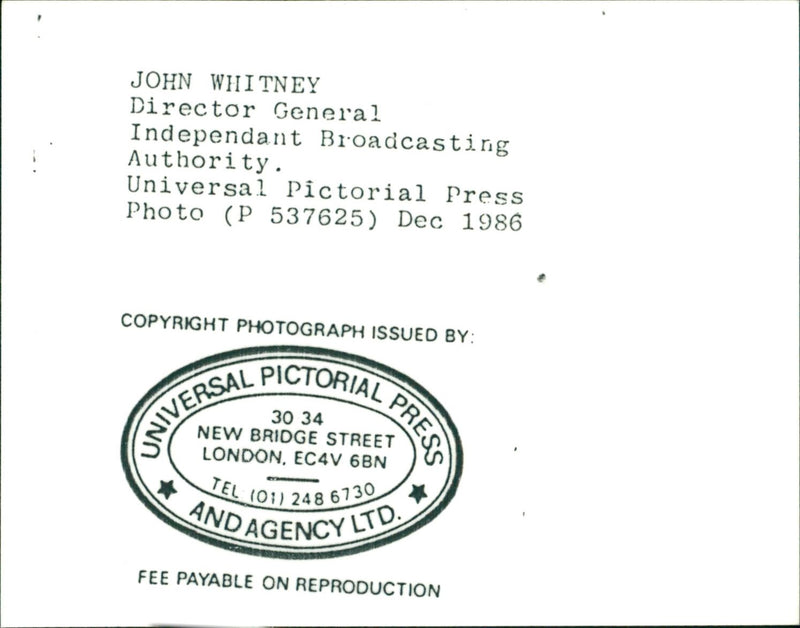 JOHN WHITNEY
Director General
Independant Broadcasting
Authority.
Universal Pictorial Press
Photo (P 537625) Dec 1986
COPYRIGHT PHOTOGRAPH ISSUED BY:
UNIVERSAL PICTORIAL PRESS
30 34
NEW BRIDGE STREET
LONDON, EC4V 6BN
TEL: (01) 248 6730
AND AGENCY LTD.
FEE PAYABLE ON REPRODUCTION